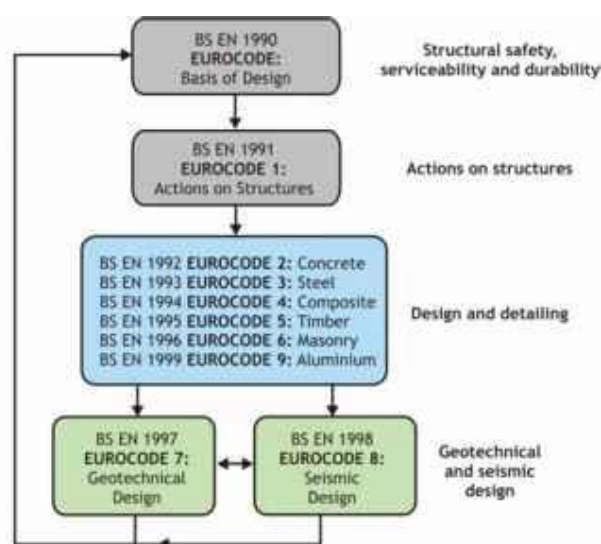 BS EN 1990
EUROCODE:
Basis of Design
Structural safety,
serviceability and durability
BS EN 1991
EUROCODE 1:
Actions on Structures
Actions on structures
BS EN 1992 EUROCODE 2: Concrete
BS EN 1993 EUROCODE 3: Steel
BS EN 1994 EUROCODE 4: Composite
BS EN 1995 EUROCODE 5: Timber
BS EN 1996 EUROCODE 6: Masonry
BS EN 1999 EUROCODE 9: Aluminium
Design and detailing
BS EN 1997
EUROCODE 7:
Geotechnical
Design
BS EN 1998
EUROCODE 8:
Seismic
Design
Geotechnical
and seismic
design